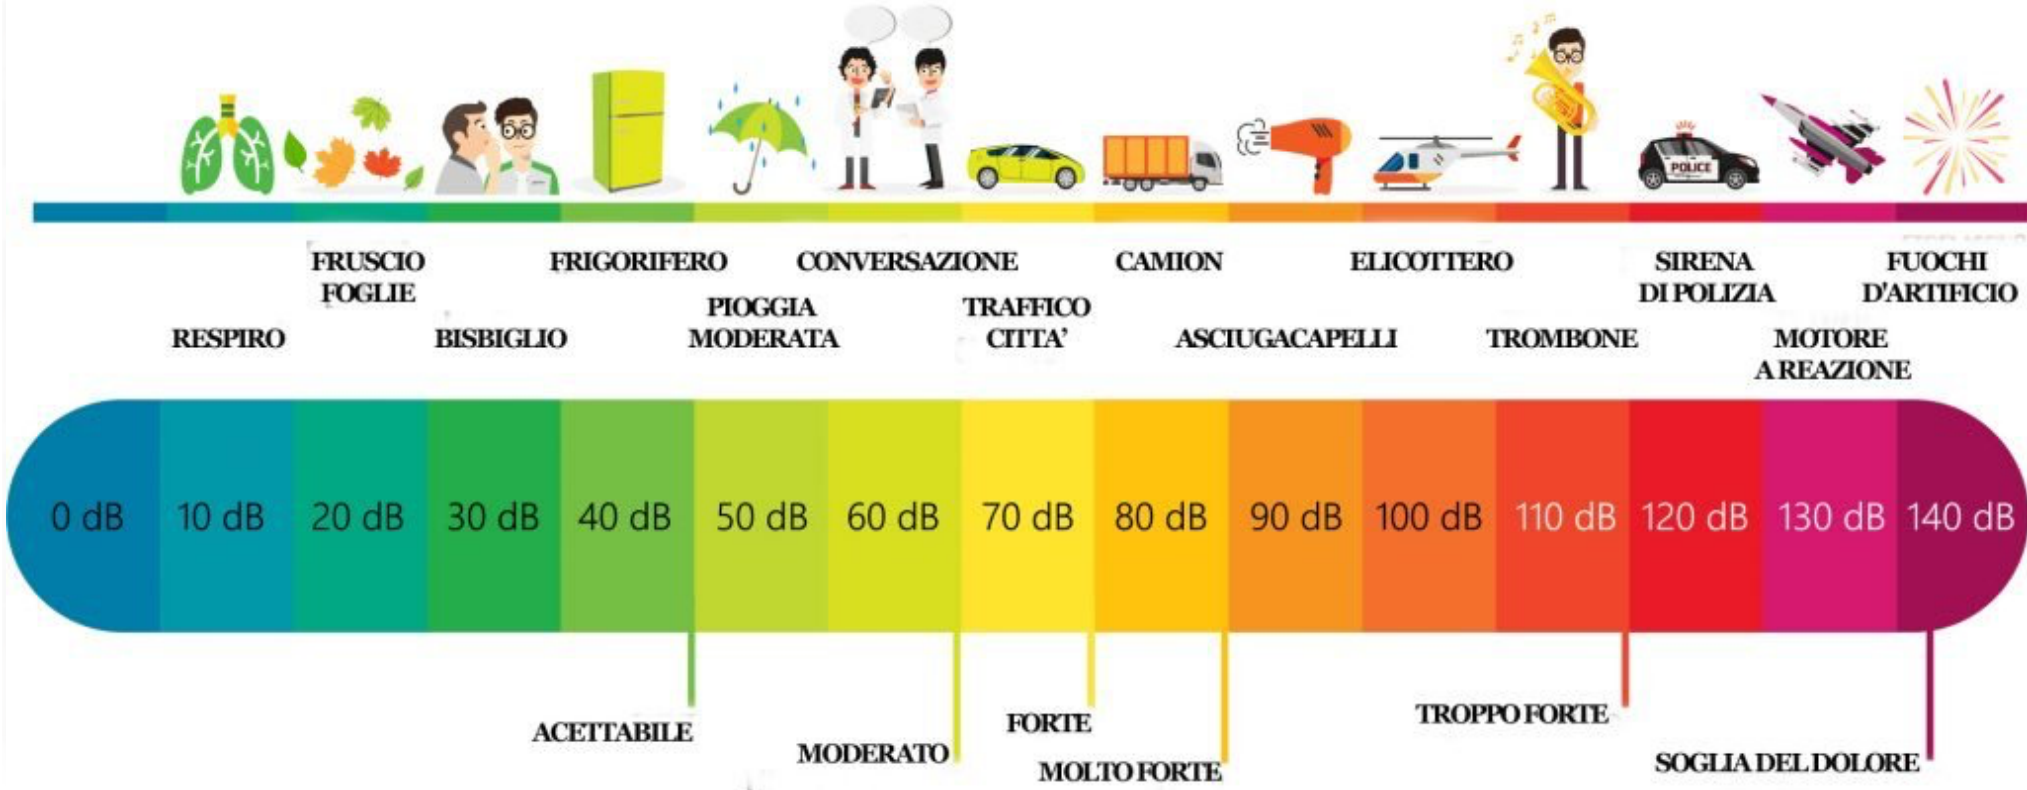 POLICE
FRUSCIO
FOGLIE
FRIGORIFERO
CONVERSAZIONE
CAMION
ELICOTTERO
SIRENA
DI POLIZIA
FUOCHI
D'ARTIFICIO
RESPIRO
BISBIGLIO
PIOGGIA
MODERATA
TRAFFICO
CITTA'
ASCIUGACAPELLI
TROMBONE
MOTORE
A REAZIONE
0 dB
10 dB
20 dB
30 dB
40 dB
50 dB
60 dB
70 dB
80 dB
90 dB
100 dB
110 dB
120 dB
130 dB
140 dB
ACETTABILE
MODERATO
FORTE
MOLTO FORTE
TROPPO FORTE
SOGLIA DEL DOLORE